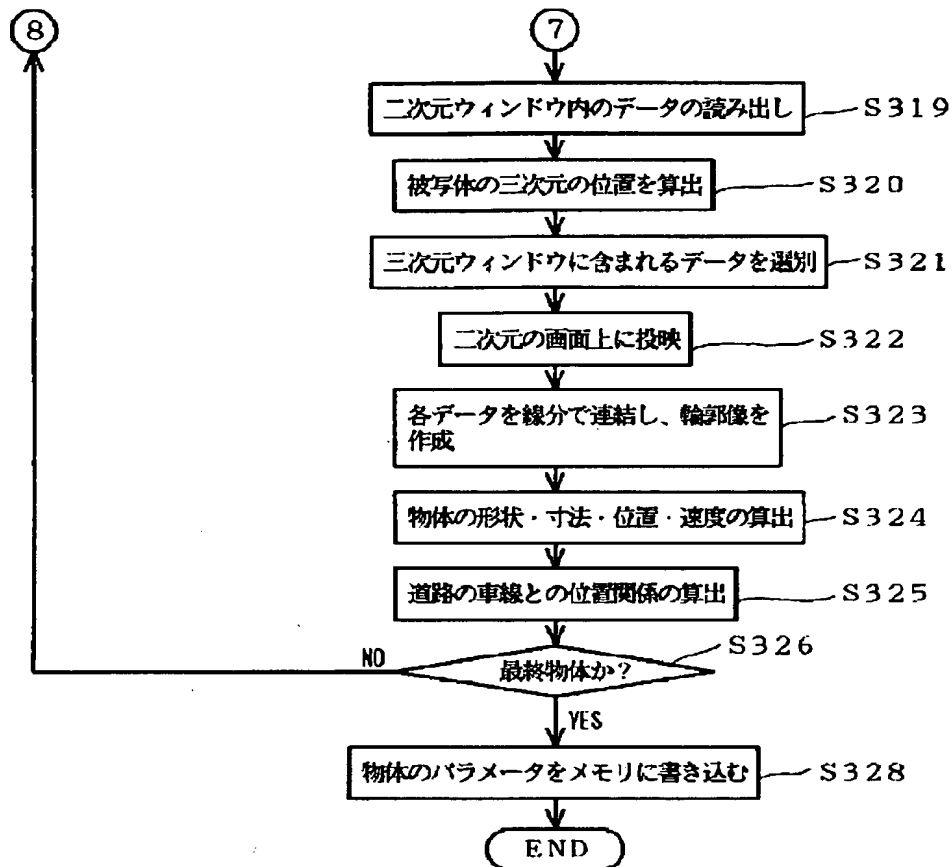 ⑧
⑦
二次元ウィンドウ内のデータの読み出し
S319
被写体の三次元の位置を算出
S320
三次元ウィンドウに含まれるデータを選別
S321
二次元の画面上に投映
S322
各データを線分で連結し、輪郭像を
作成
S323
物体の形状・寸法・位置・速度の算出
S324
道路の車線との位置関係の算出
S325
S326
NO
最終物体か?
YES
物体のパラメータをメモリに書き込む
S328
END